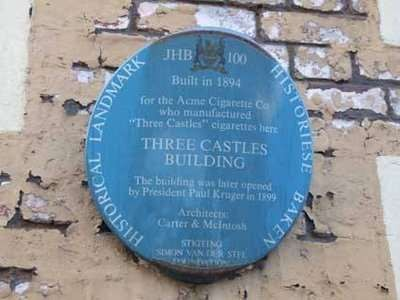 JHB 100
HISTORICAL LANDMARK
HISTORIESE BAKEN
Built in 1894
for the Acme Cigarette Co
who manufactured
"Three Castles" cigarettes here
THREE CASTLES
BUILDING
The building was later opened
by President Paul Kruger in 1899
Architects:
Carter & McIntosh
STIGTING
SIMON VAN DER STEL
FOUNDATION